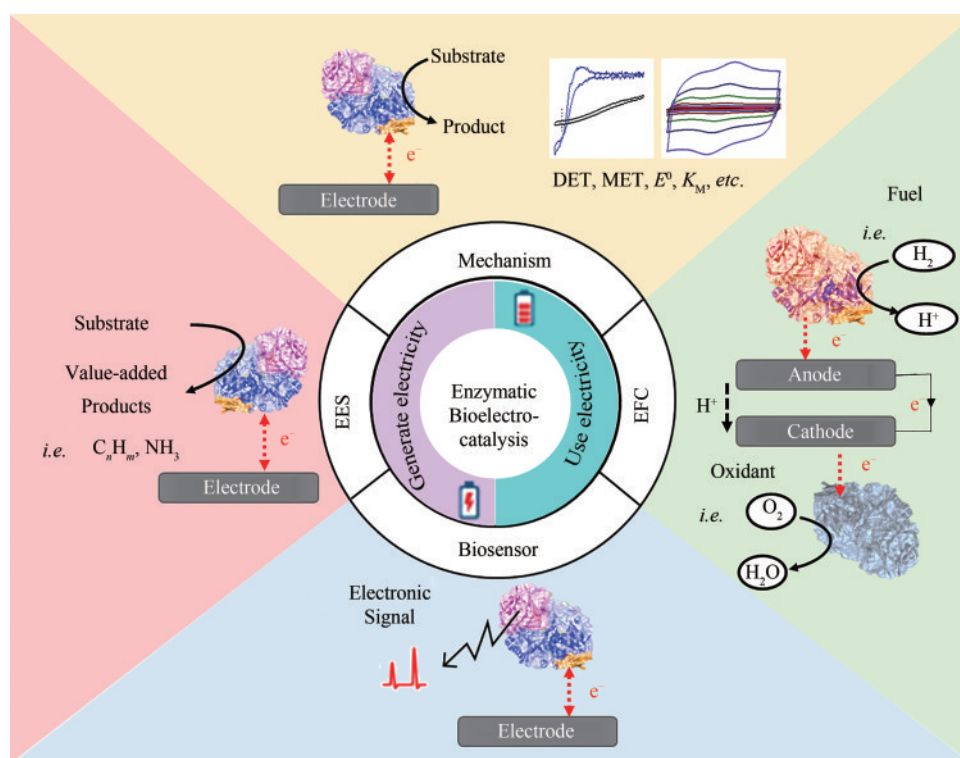 Substrate
Product
e⁻
Electrode
DET, MET, E⁰, K_M, etc.
Fuel
i.e.
H₂
H⁺
e⁻
Anode
H⁺
e⁻
Cathode
e⁻
Oxidant
i.e.
O₂
H₂O
Mechanism
EES
EFC
Biosensor
Generate electricity
Use electricity
Enzymatic
Bioelectro-
catalysis
Substrate
Value-added
Products
i.e. CₙHₘ, NH₃
e⁻
Electrode
Electronic
Signal
e⁻
Electrode